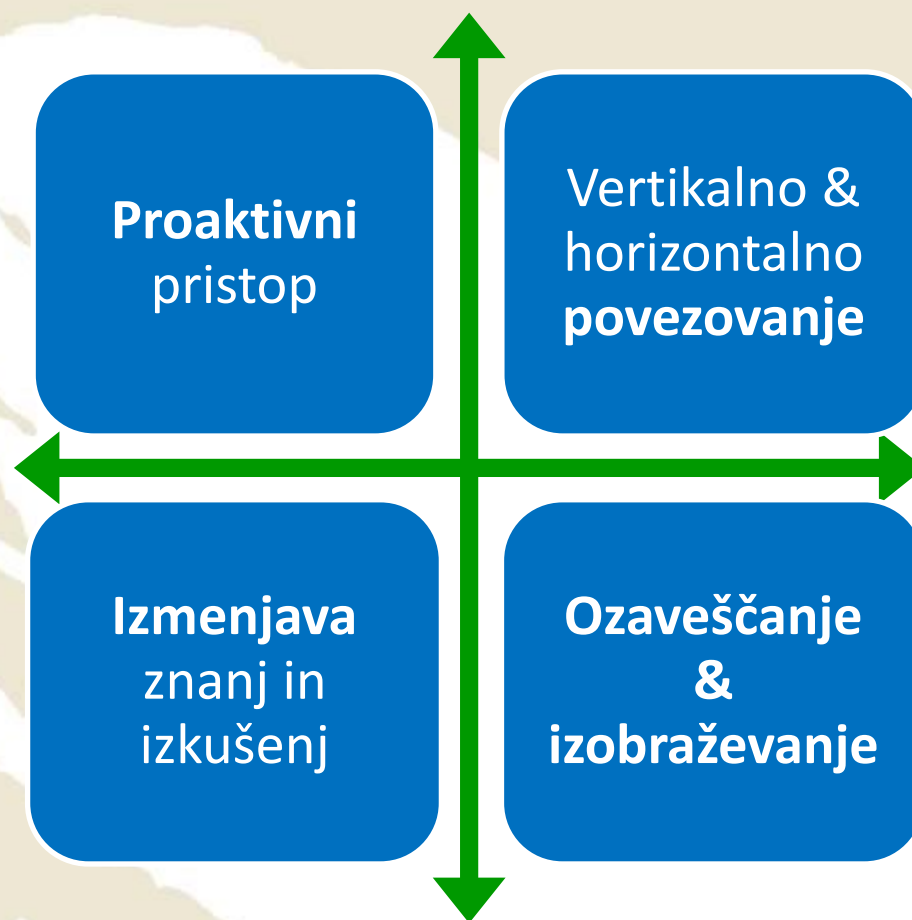 Proaktivni
pristop
Vertikalno &
horizontalno
povezovanje
Izmenjava
znanj in
izkušenj
Ozaveščanje
&
izobraževanje